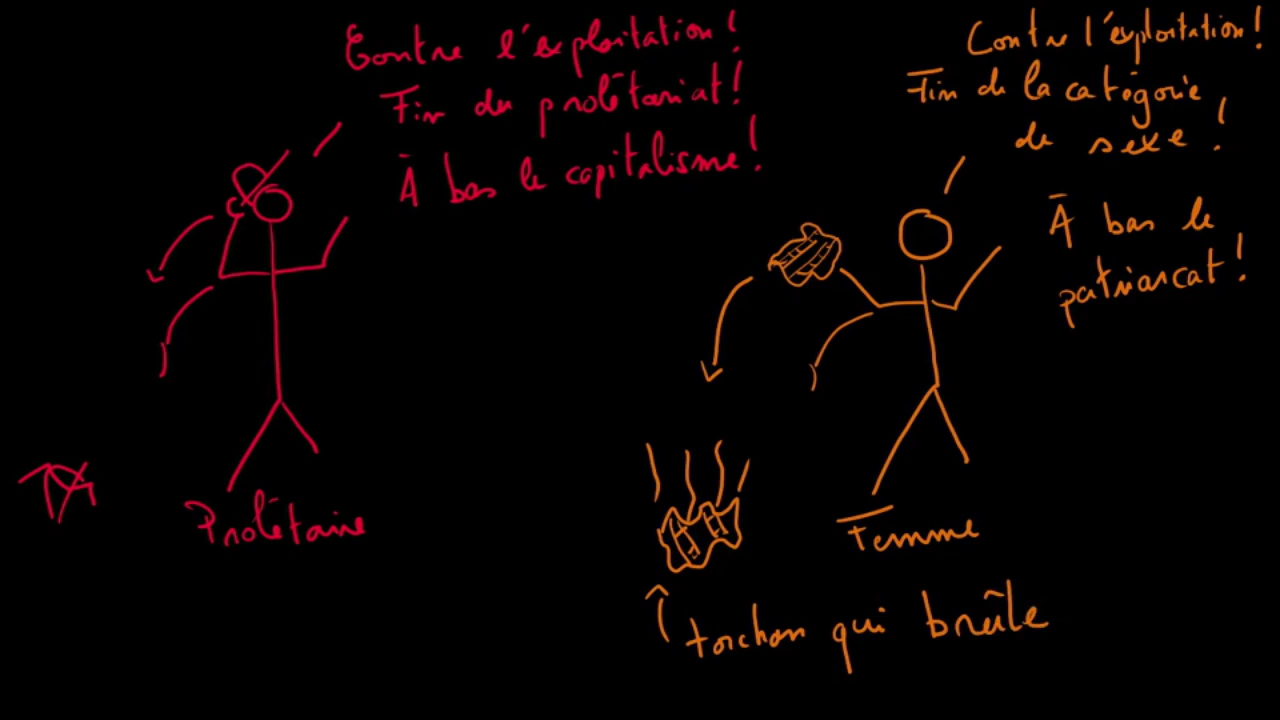 Contre l'exploitation!
Fin du prolétariat!
À bas le capitalisme!
Prolétaire
Contre l'exploitation!
Fin de la catégorie
de sexe!
À bas le
patriarcat!
Femme
torchon qui brûle